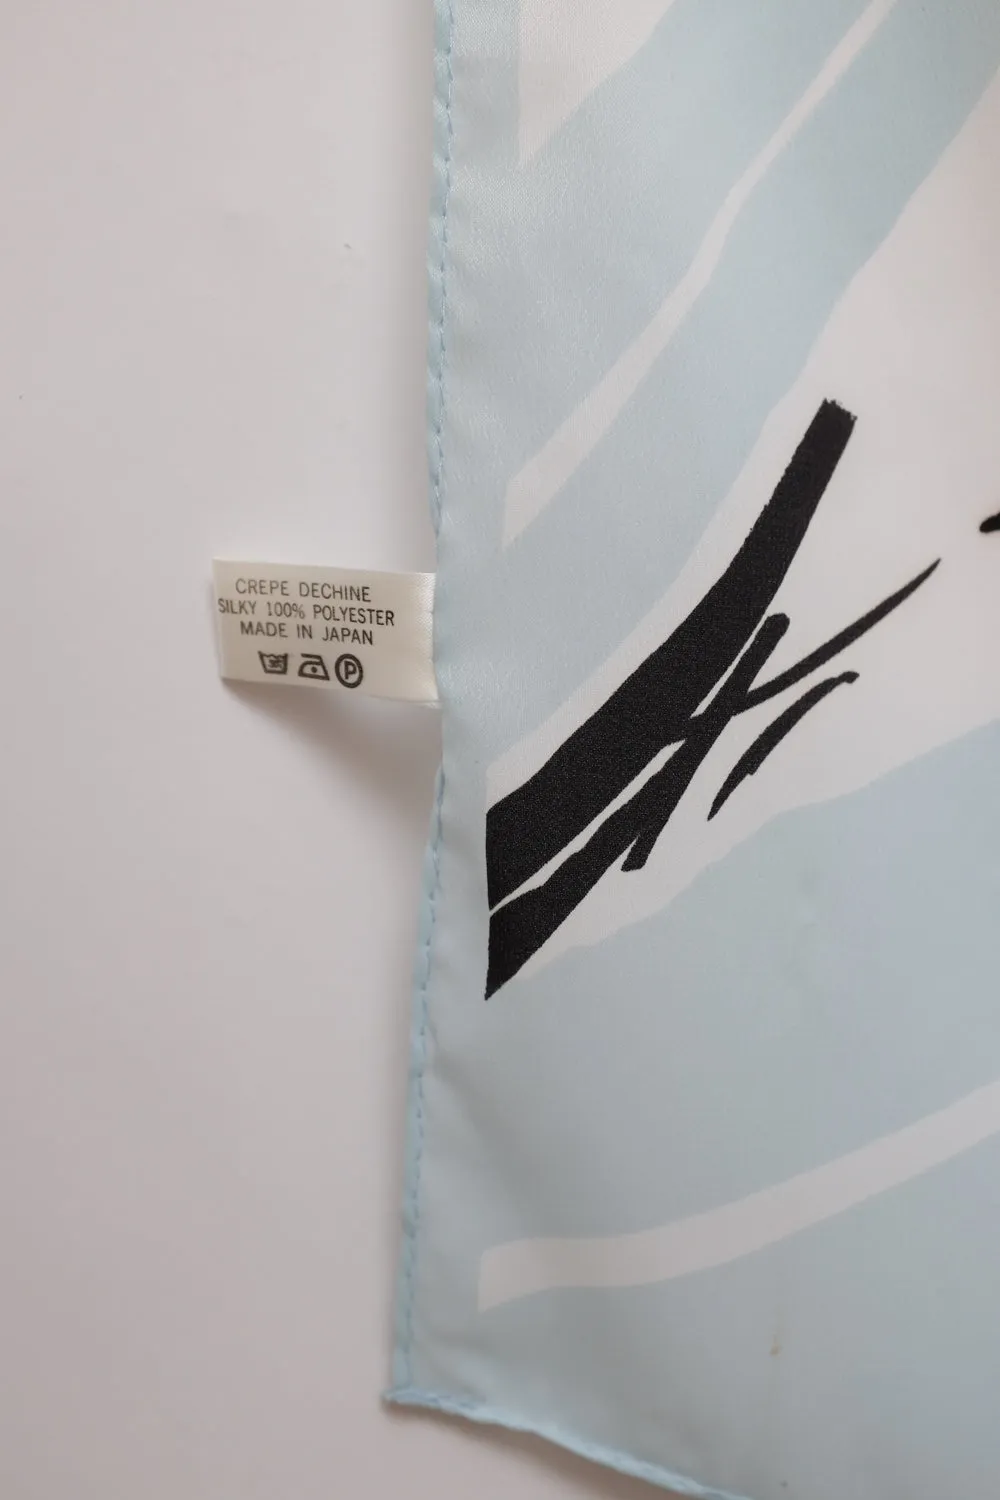 CREPE DECHINE
SILKY 100% POLYESTER
MADE IN JAPAN
P